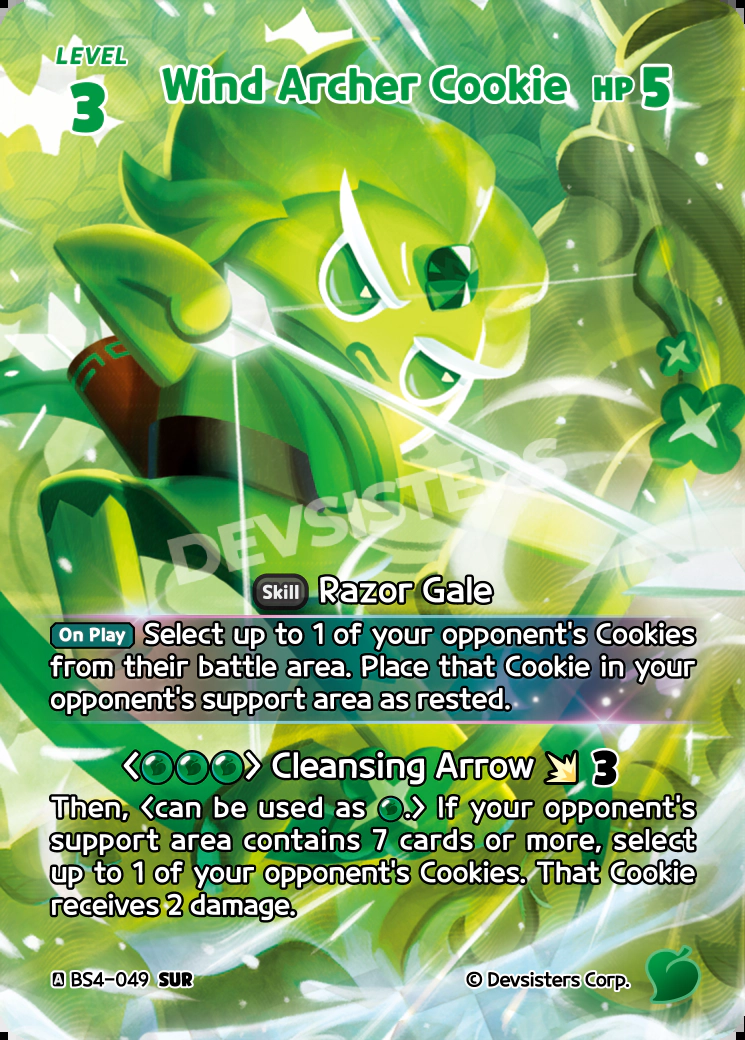 LEVEL
3
Wind Archer Cookie HP 5
DEVSISTERS
Skill Razor Gale
On Play Select up to 1 of your opponent's Cookies
from their battle area. Place that Cookie in your
opponent's support area as rested.
<> Cleansing Arrow 3
Then, <can be used as .> If your opponent's
support area contains 7 cards or more, select
up to 1 of your opponent's Cookies. That Cookie
receives 2 damage.
A BS4-049 SUR
© Devsisters Corp.